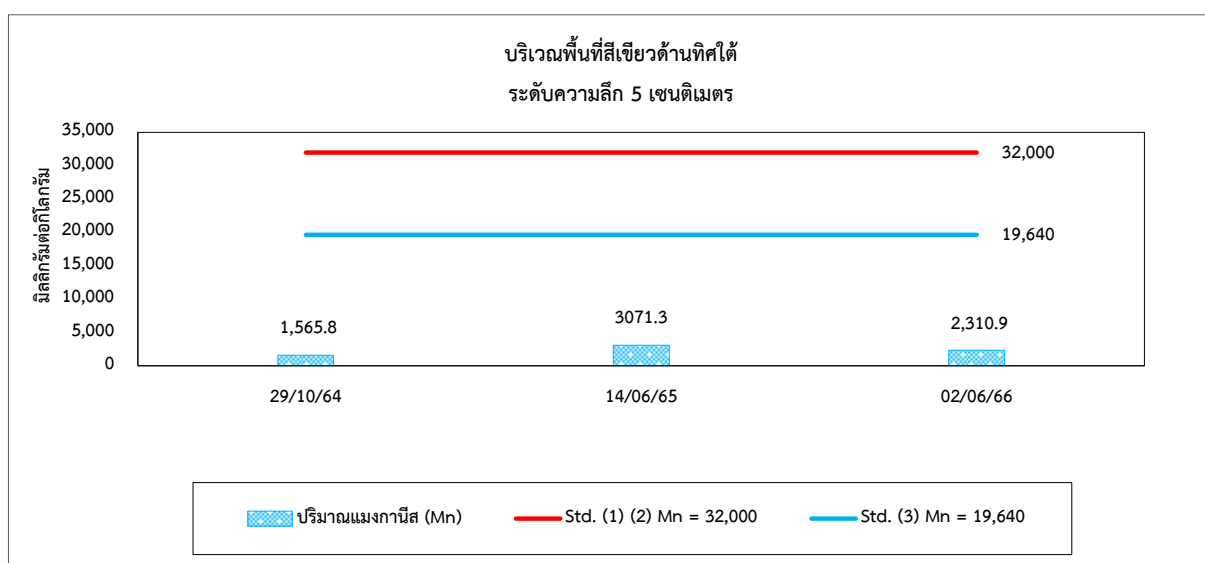 บริเวณพื้นที่สีเขียวด้านทิศใต้
ระดับความลึก 5 เซนติเมตร
มิลลิกรัมต่อกิโลกรัม
35,000
30,000
25,000
20,000
15,000
10,000
5,000
0
32,000
19,640
1,565.8
3071.3
2,310.9
29/10/64
14/06/65
02/06/66
ปริมาณแมงกานีส (Mn)
Std. (1) (2) Mn = 32,000
Std. (3) Mn = 19,640